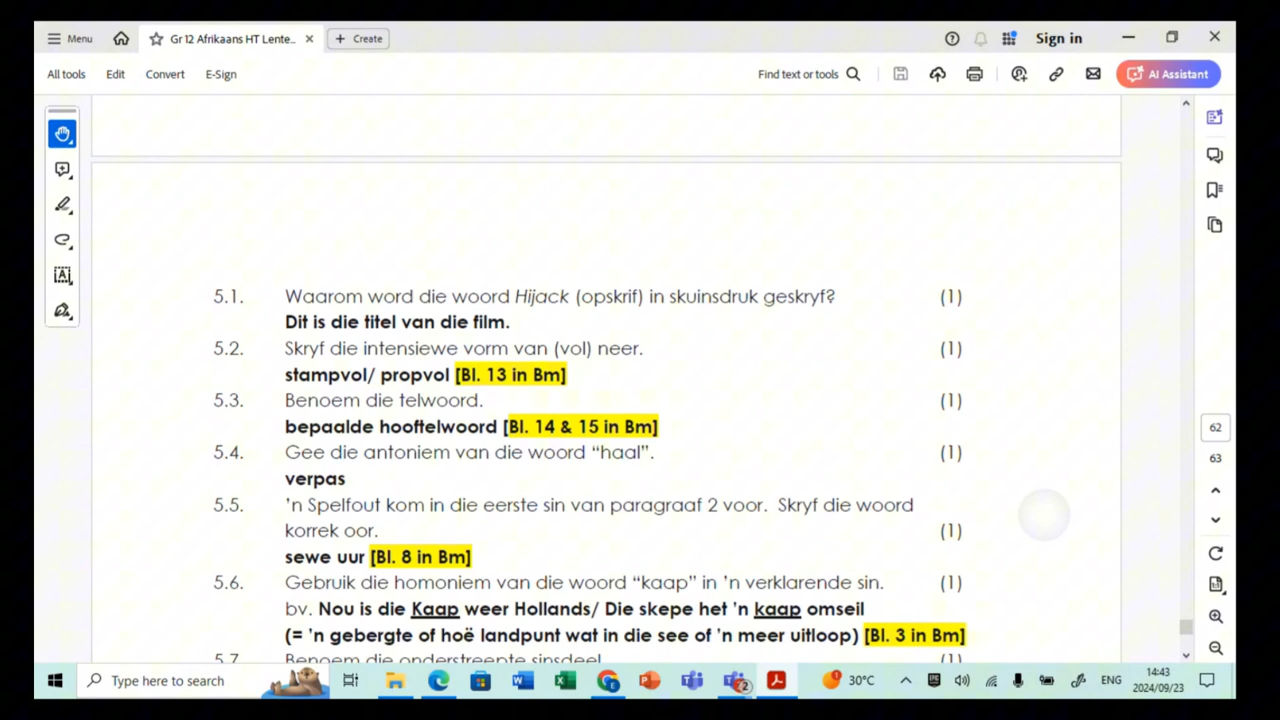 Menu
Gr 12 Afrikaans HT Lente...
Create
Sign in
All tools
Edit
Convert
E-Sign
Find text or tools
AI Assistant
5.1. Waarom word die woord Hijack (opskrif) in skuinsdruk geskryf? (1)
Dit is die titel van die film.
5.2. Skryf die intensiewe vorm van (vol) neer. (1)
stampvol/ propvol [Bl. 13 in Bm]
5.3. Benoem die telwoord. (1)
bepaalde hooftelwoord [Bl. 14 & 15 in Bm]
5.4. Gee die antoniem van die woord “haal”. (1)
verpas
5.5. ’n Spelfout kom in die eerste sin van paragraaf 2 voor. Skryf die woord
korrek oor. (1)
sewe uur [Bl. 8 in Bm]
5.6. Gebruik die homoniem van die woord “kaap” in ’n verklarende sin. (1)
bv. Nou is die Kaap weer Hollands/ Die skepe het ’n kaap omseil
(= ’n gebergte of hoë landpunt wat in die see of ’n meer uitloop) [Bl. 3 in Bm]
5.7 Benoem die onderstreepte sinsdeel (1)
62
63
Type here to search
2
30°C
ENG
14:43
2024/09/23